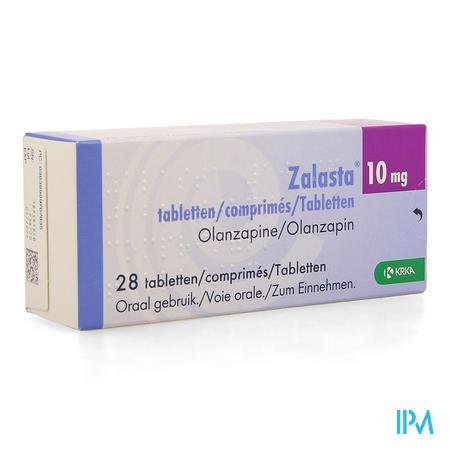 Zalasta® 10 mg
tabletten/comprimés/Tabletten
Olanzapine/Olanzapin
28 tabletten/comprimés/Tabletten
Oraal gebruik./Voie orale./Zum Einnehmen.
KRKA
IPM